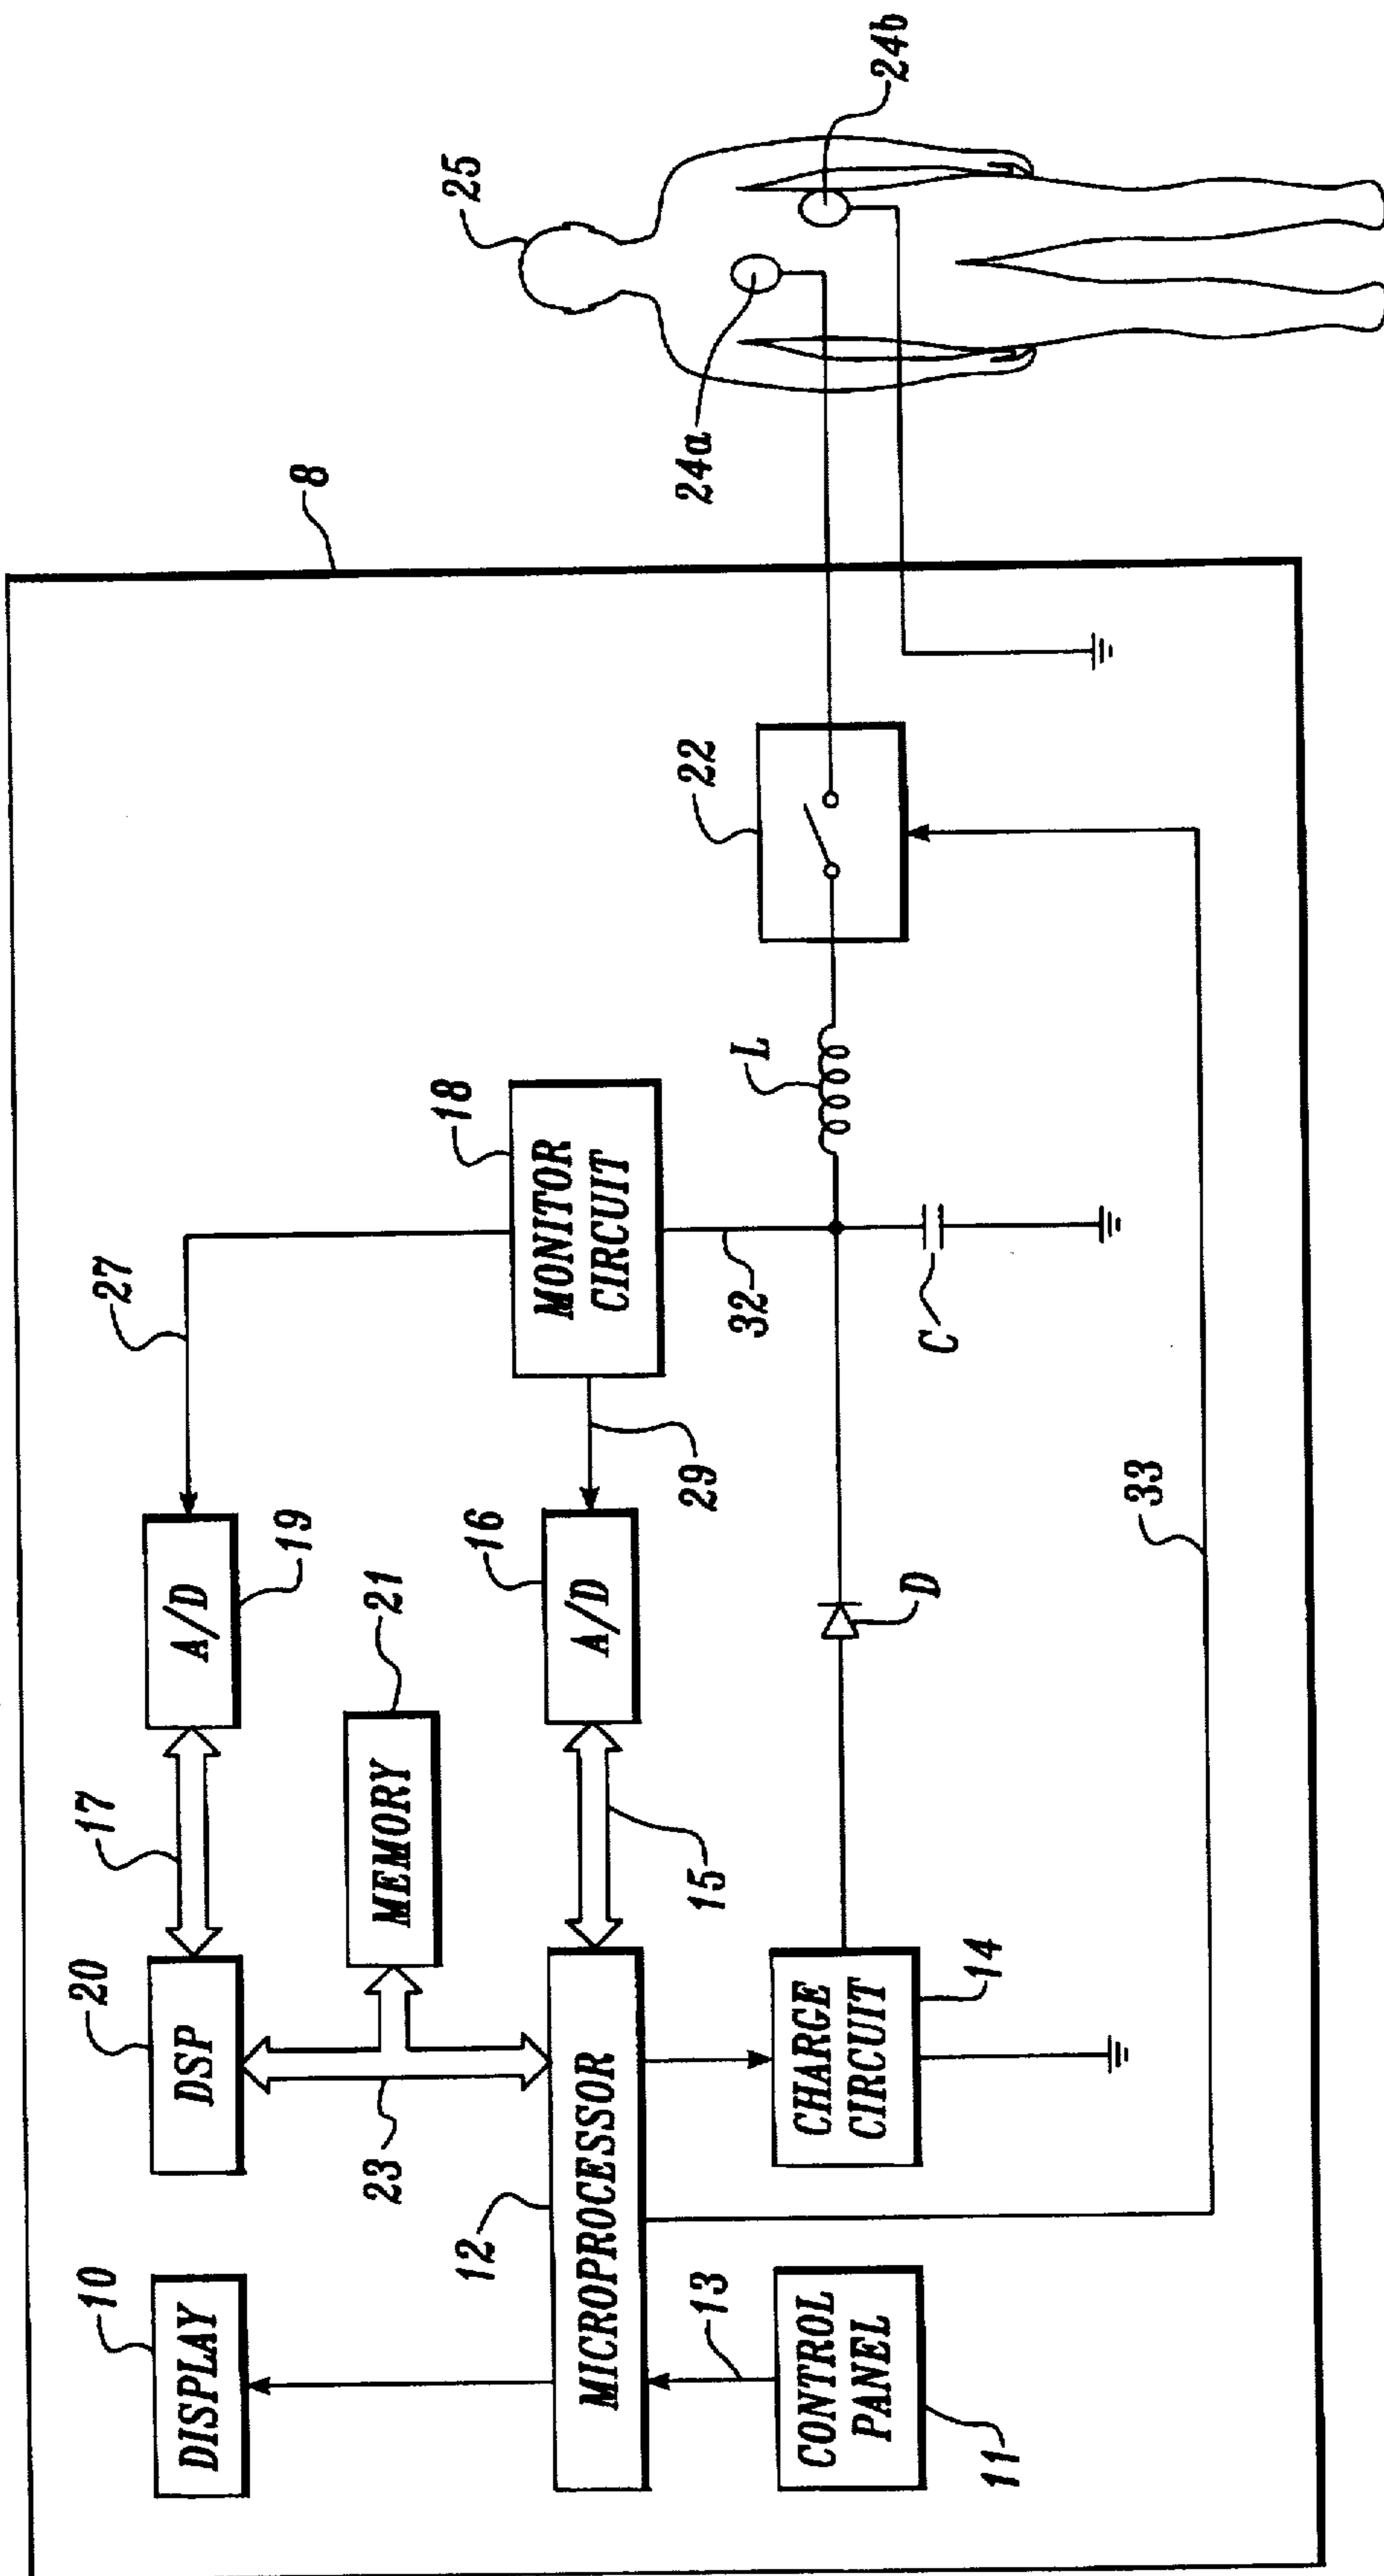 8
25
24a
24b
10
DISPLAY
20
DSP
17
A/D
19
27
MEMORY
21
23
12
MICROPROCESSOR
15
A/D
16
29
MONITOR
CIRCUIT
18
32
L
22
C
D
13
CONTROL
PANEL
11
CHARGE
CIRCUIT
14
33